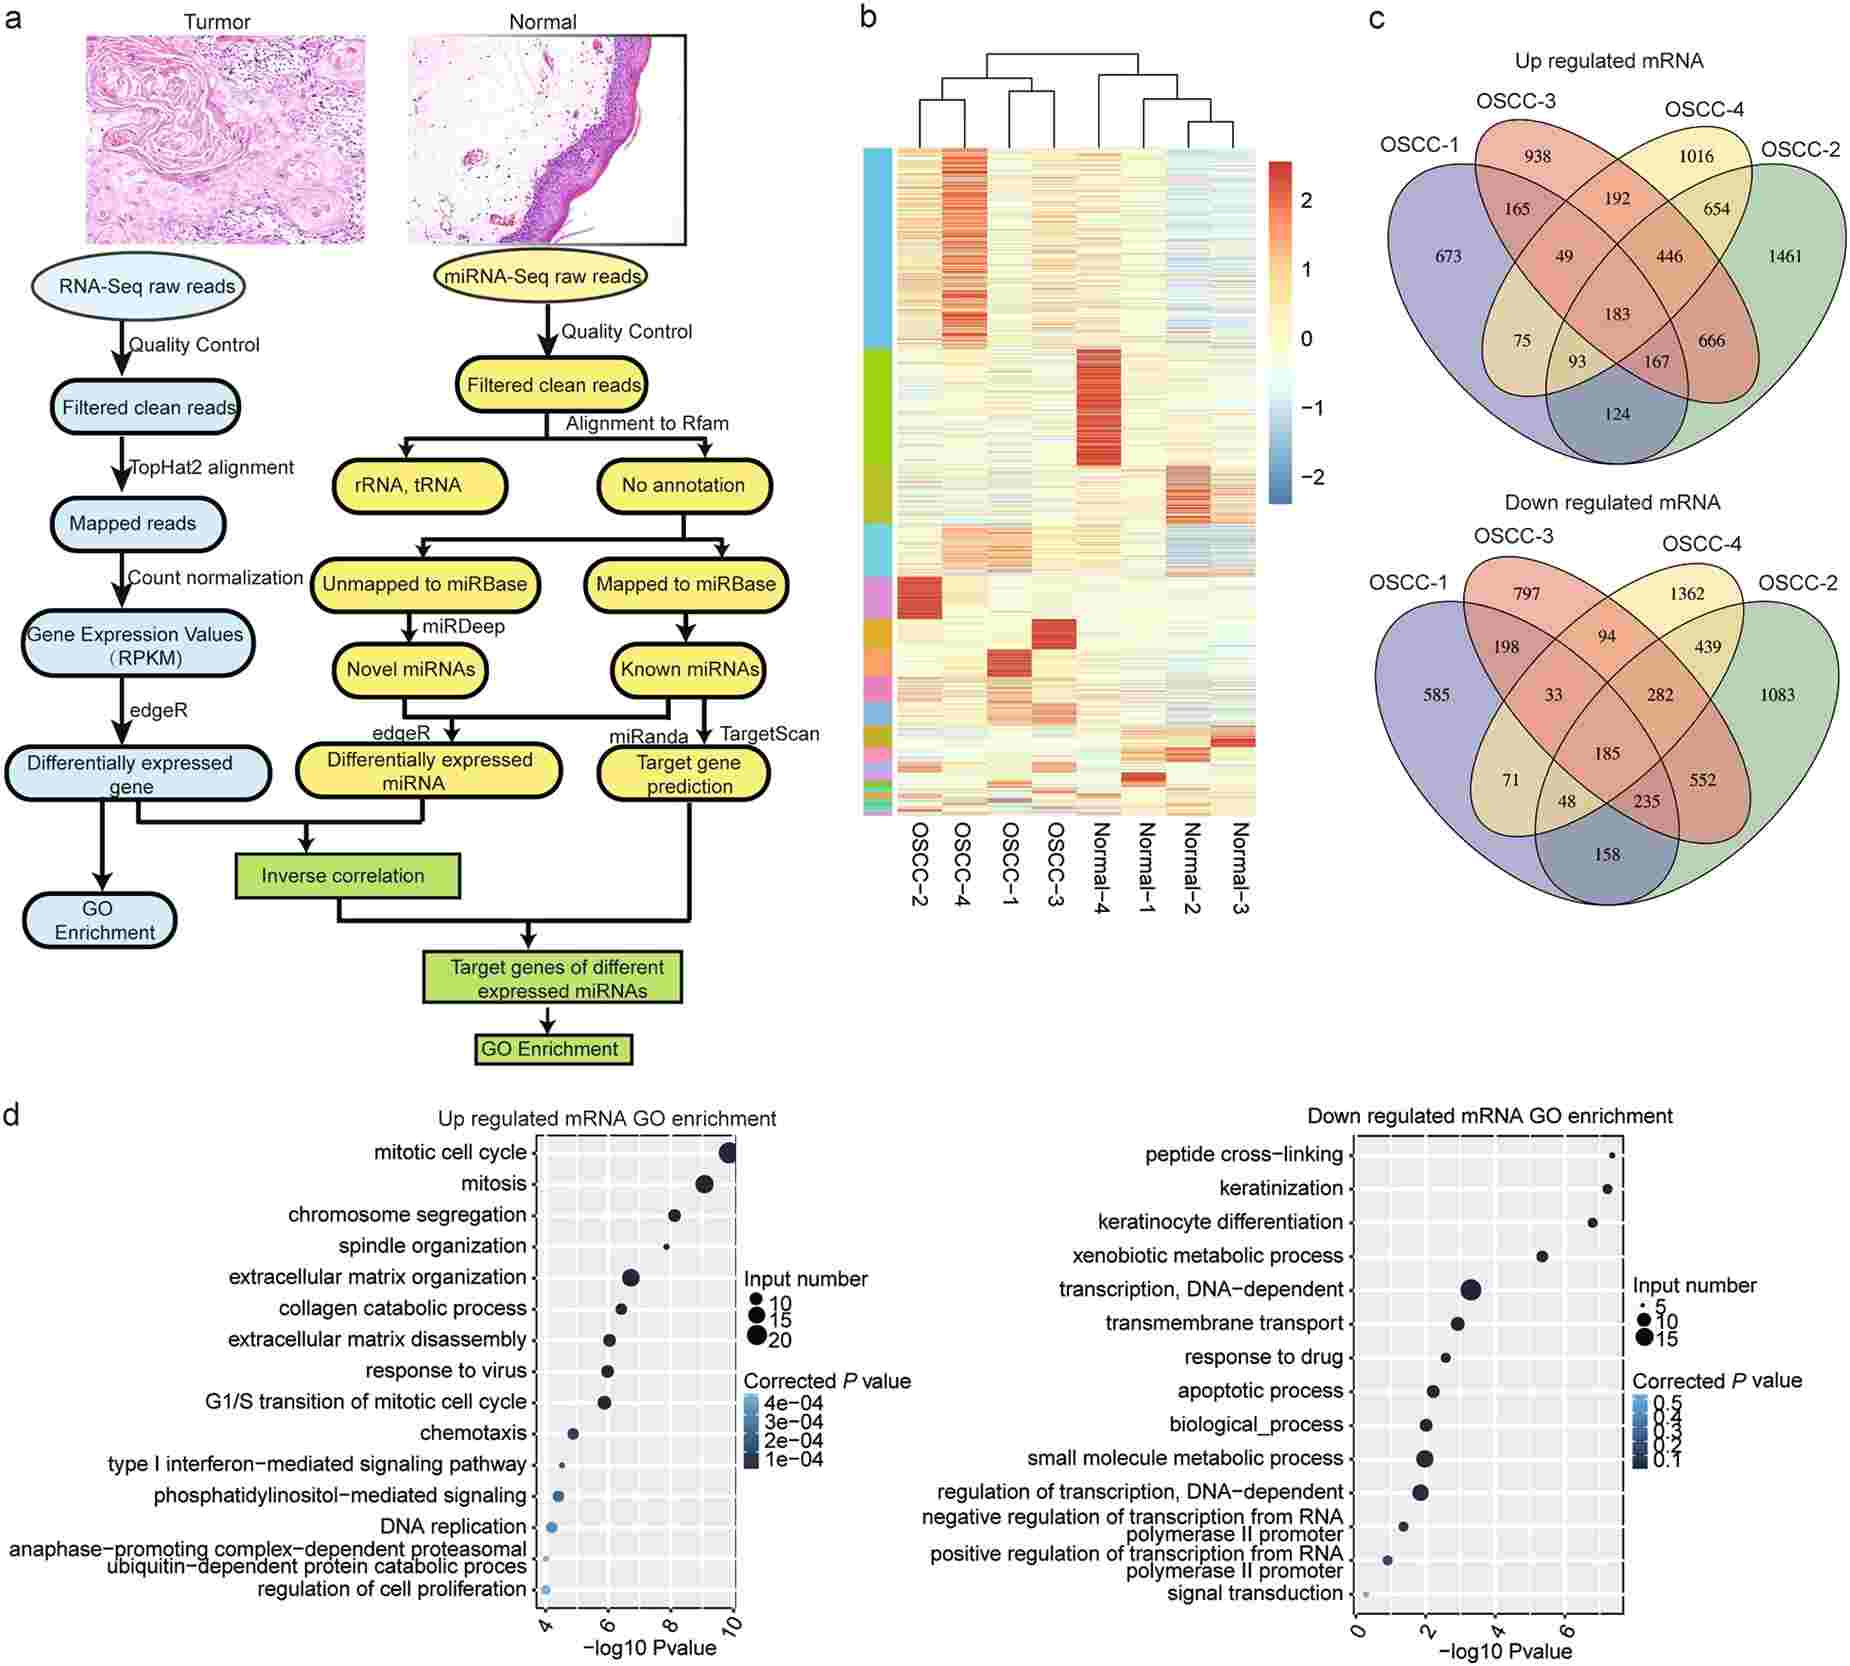 a
Turmor
Normal
RNA-Seq raw reads
Quality Control
Filtered clean reads
TopHat2 alignment
Mapped reads
Count normalization
Gene Expression Values
(RPKM)
edgeR
Differentially expressed
gene
GO
Enrichment
miRNA-Seq raw reads
Quality Control
Filtered clean reads
Alignment to Rfam
rRNA, tRNA
No annotation
Unmapped to miRBase
Mapped to miRBase
miRDeep
Novel miRNAs
Known miRNAs
edgeR
miRanda
TargetScan
Differentially expressed
miRNA
Target gene
prediction
Inverse correlation
Target genes of different
expressed miRNAs
GO Enrichment
b
2
1
0
−1
−2
OSCC−2
OSCC−4
OSCC−1
OSCC−3
Normal−4
Normal−1
Normal−2
Normal−3
c
Up regulated mRNA
OSCC-3
OSCC-4
OSCC-1
OSCC-2
938
1016
192
165
654
673
49
446
1461
183
75
93
167
666
124
Down regulated mRNA
OSCC-3
OSCC-4
OSCC-1
OSCC-2
797
1362
94
198
439
585
33
282
1083
185
71
48
235
552
158
d
Up regulated mRNA GO enrichment
mitotic cell cycle
mitosis
chromosome segregation
spindle organization
extracellular matrix organization
collagen catabolic process
extracellular matrix disassembly
response to virus
G1/S transition of mitotic cell cycle
chemotaxis
type I interferon−mediated signaling pathway
phosphatidylinositol−mediated signaling
DNA replication
anaphase−promoting complex−dependent proteasomal
ubiquitin−dependent protein catabolic proces
regulation of cell proliferation
4
6
8
10
−log10 Pvalue
Input number
10
15
20
Corrected P value
4e−04
3e−04
2e−04
1e−04
Down regulated mRNA GO enrichment
peptide cross−linking
keratinization
keratinocyte differentiation
xenobiotic metabolic process
transcription, DNA−dependent
transmembrane transport
response to drug
apoptotic process
biological_process
small molecule metabolic process
regulation of transcription, DNA−dependent
negative regulation of transcription from RNA
polymerase II promoter
positive regulation of transcription from RNA
polymerase II promoter
signal transduction
0
2
4
6
−log10 Pvalue
Input number
5
10
15
Corrected P value
0.5
0.4
0.3
0.2
0.1